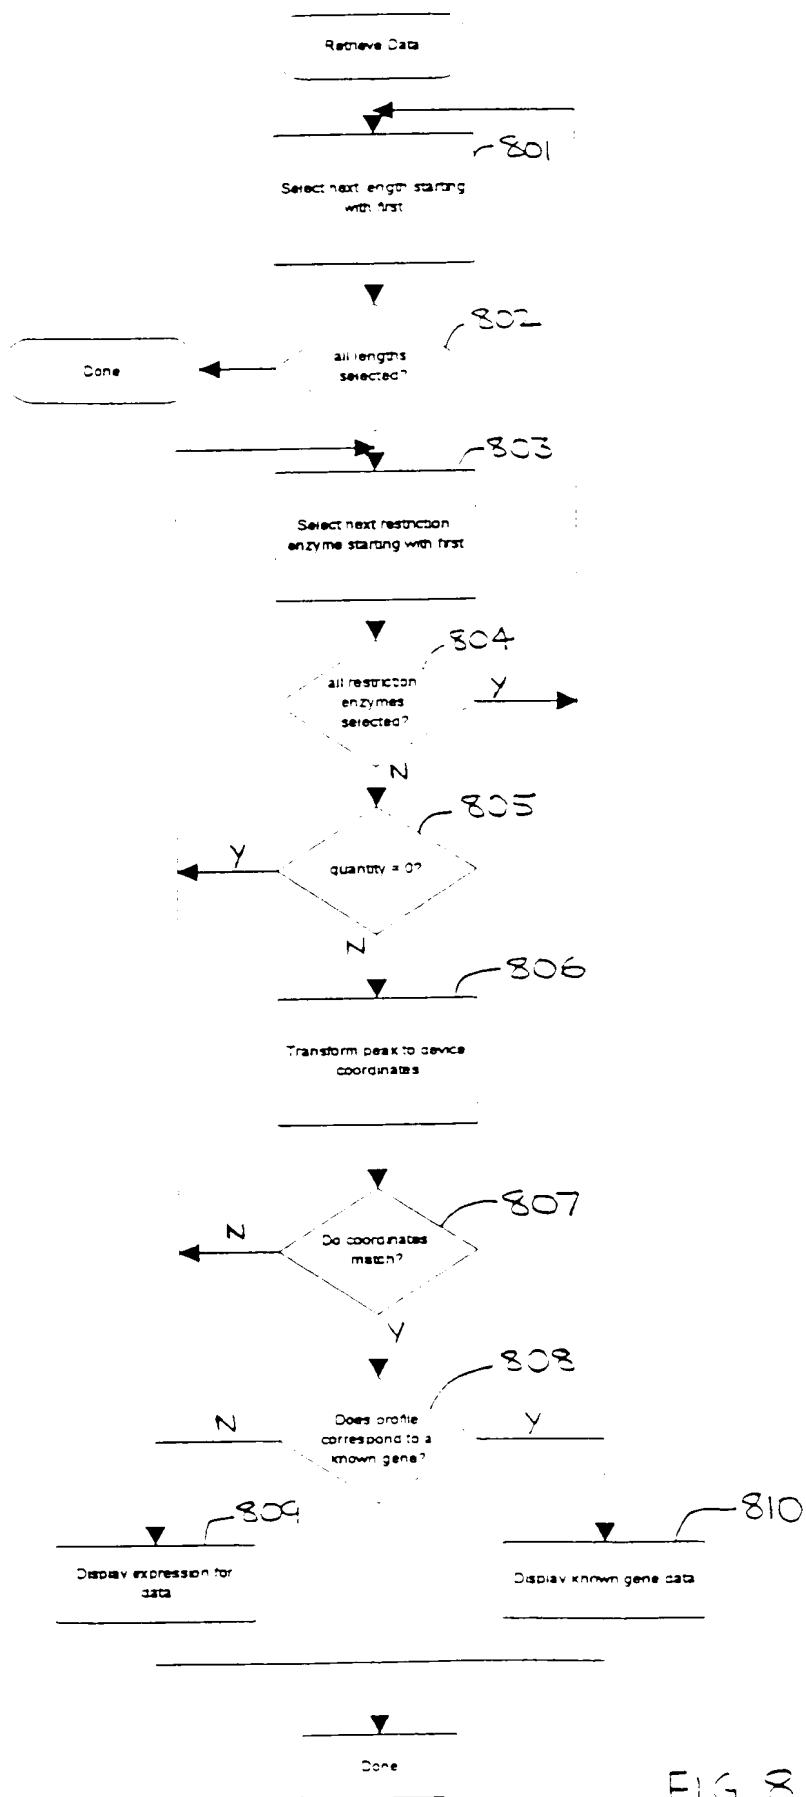 Retrieve Data
801
Select next length starting
with first
802
all lengths
selected?
Done
803
Select next restriction
enzyme starting with first
804
all restriction
enzymes
selected?
Y
N
805
quantity = 0?
Y
N
806
Transform peak to device
coordinates
807
Do coordinates
match?
N
Y
808
Does profile
correspond to a
known gene?
N
Y
809
Display expression for
data
810
Display known gene data
Done
FIG 8